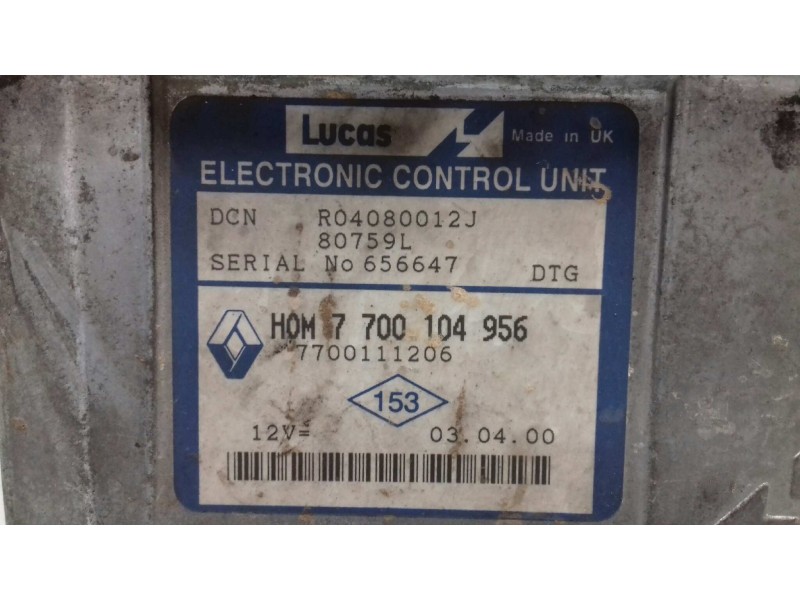 Lucas Made in UK
ELECTRONIC CONTROL UNIT
DCN R04080012J
80759L
SERIAL No 656647 DTG
HOM 7 700 104 956
7700111206
153
12V= 03.04.00